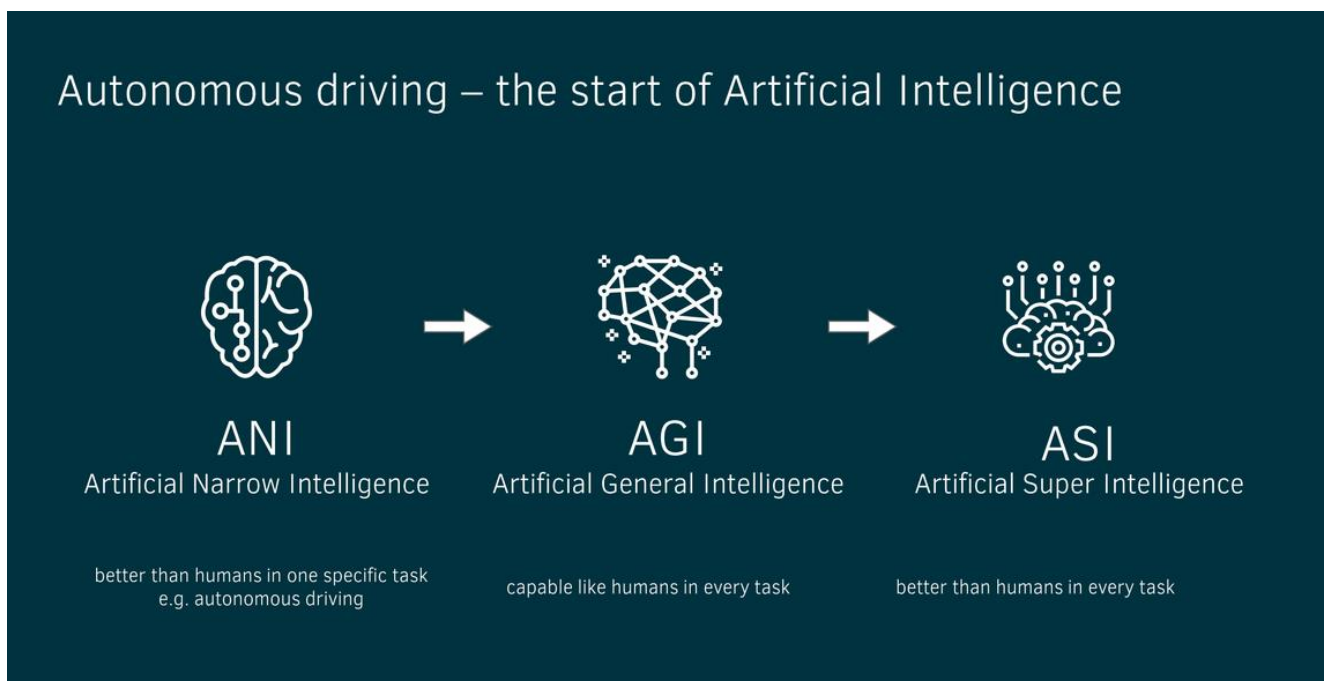 Autonomous driving – the start of Artificial Intelligence
ANI
Artificial Narrow Intelligence
better than humans in one specific task
e.g. autonomous driving
AGI
Artificial General Intelligence
capable like humans in every task
ASI
Artificial Super Intelligence
better than humans in every task